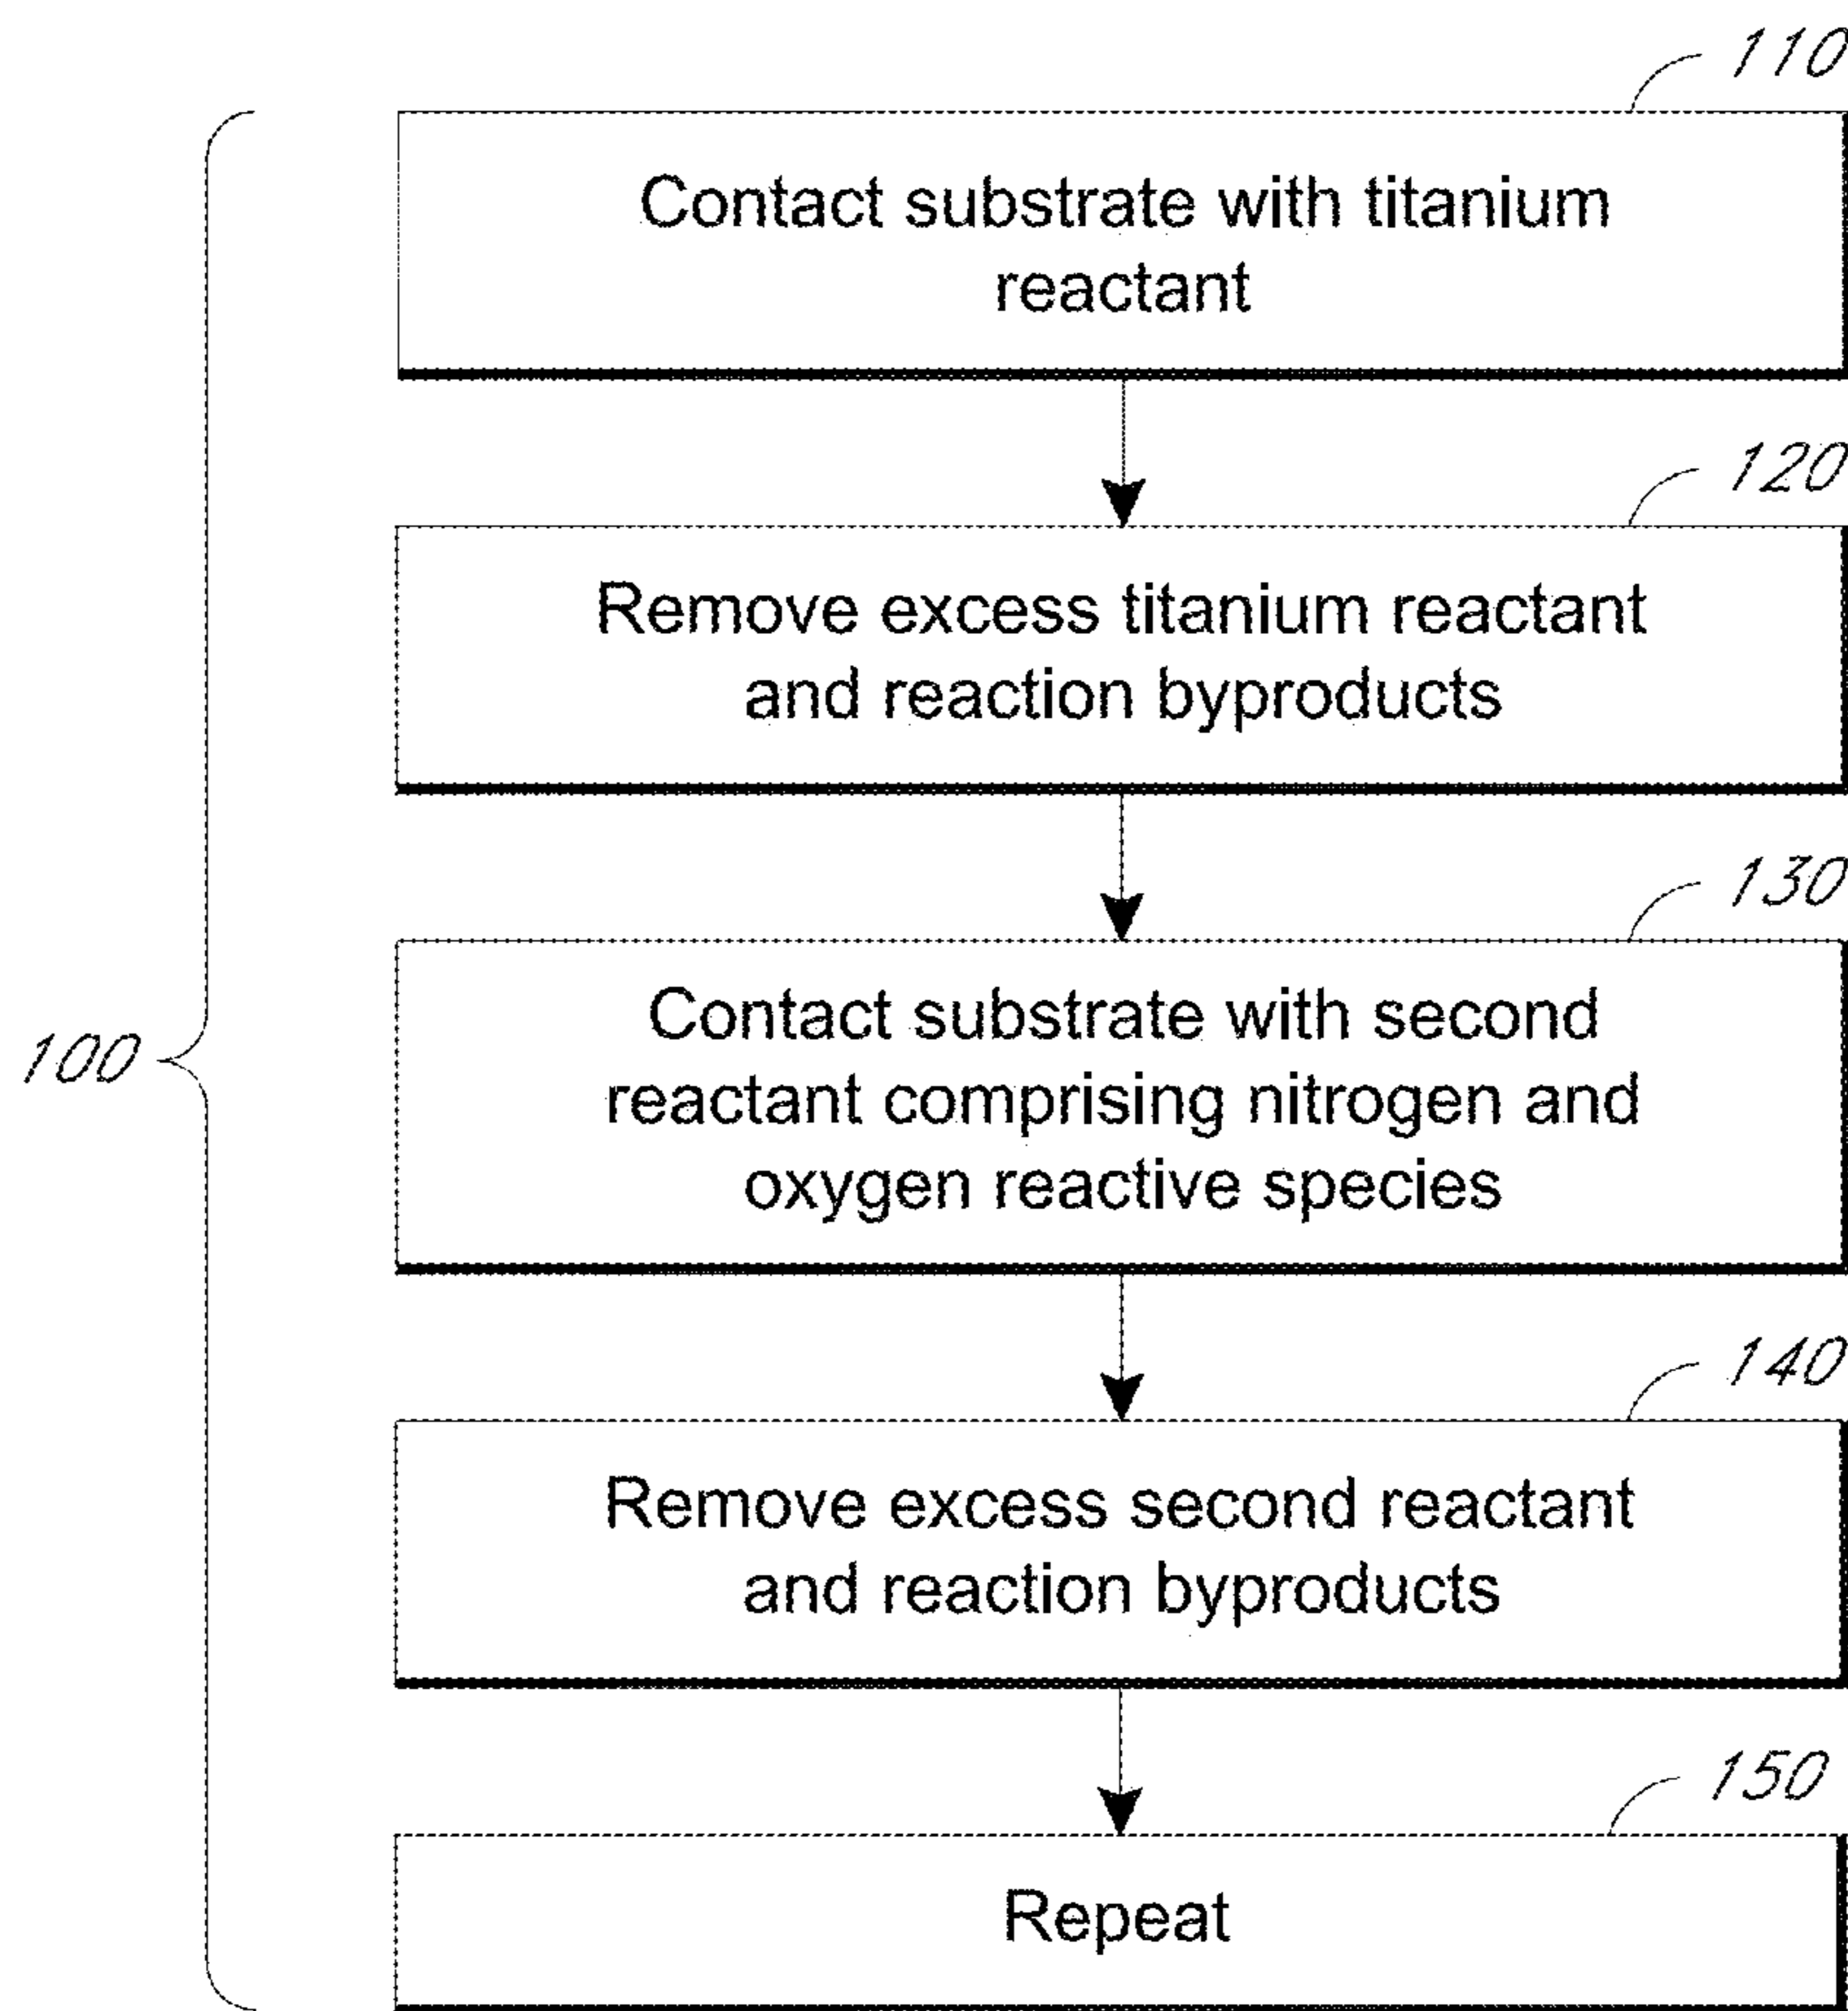 110
Contact substrate with titanium
reactant
120
Remove excess titanium reactant
and reaction byproducts
130
Contact substrate with second
reactant comprising nitrogen and
oxygen reactive species
100
140
Remove excess second reactant
and reaction byproducts
150
Repeat